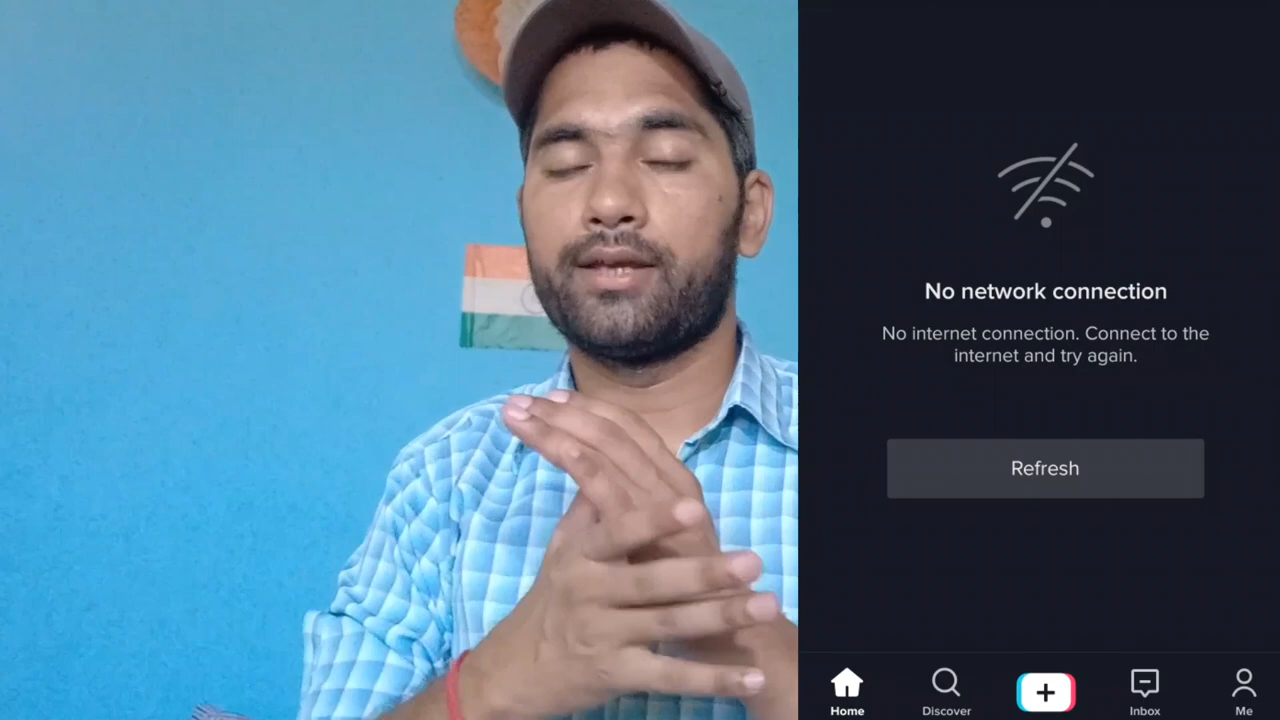 No network connection
No internet connection. Connect to the
internet and try again.
Refresh
Home
Discover
Inbox
Me